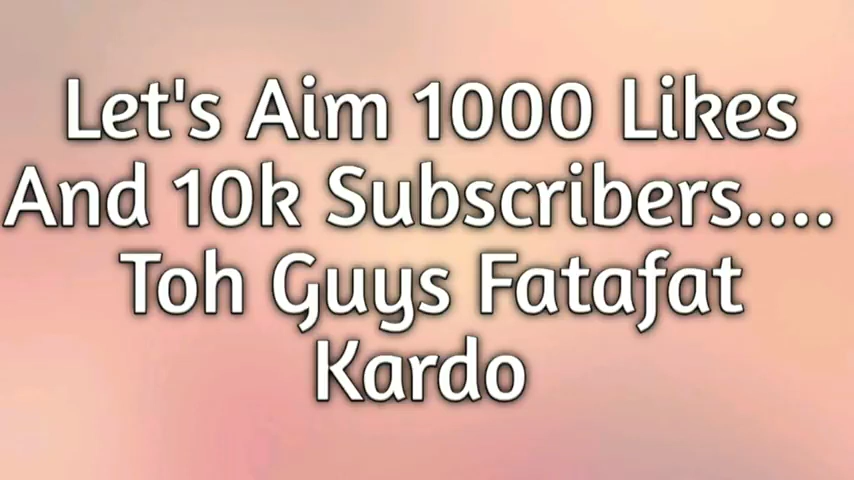 Let's Aim 1000 Likes
And 10k Subscribers....
Toh Guys Fatafat
Kardo